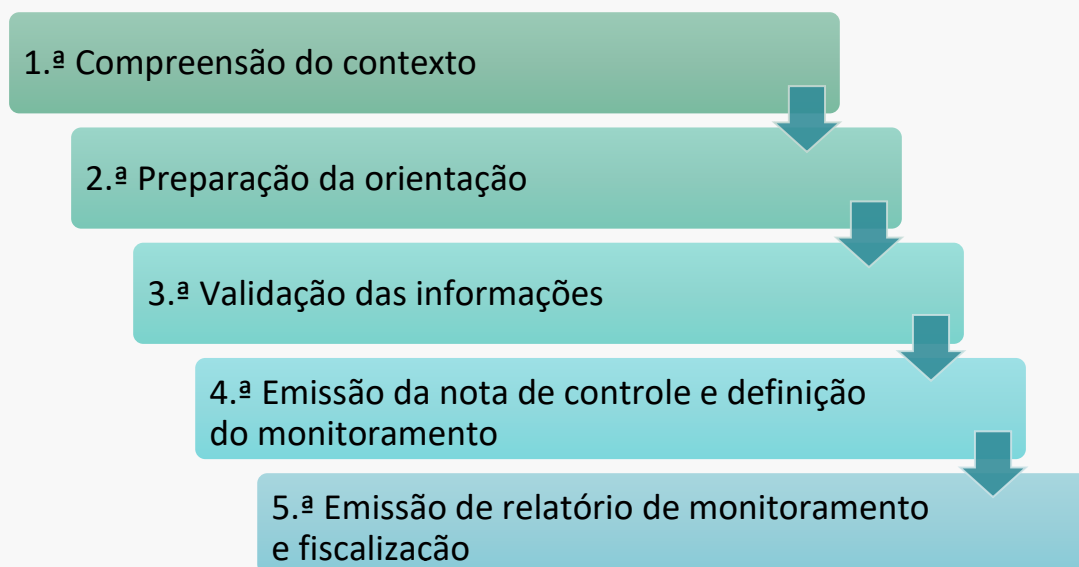 1.ª Compreensão do contexto
2.ª Preparação da orientação
3.ª Validação das informações
4.ª Emissão da nota de controle e definição
do monitoramento
5.ª Emissão de relatório de monitoramento
e fiscalização